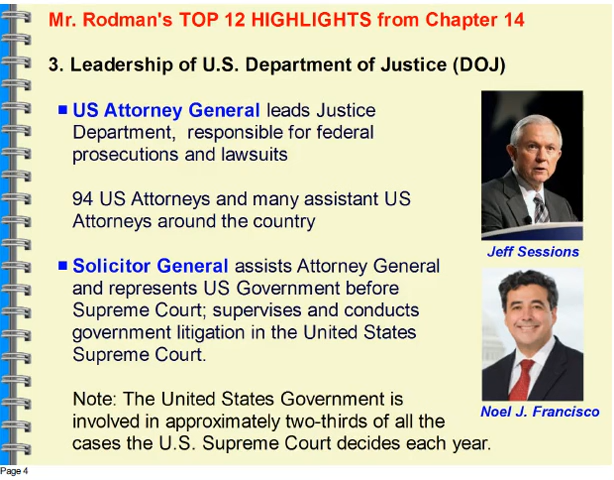 Mr. Rodman's TOP 12 HIGHLIGHTS from Chapter 14
3. Leadership of U.S. Department of Justice (DOJ)
US Attorney General leads Justice
Department, responsible for federal
prosecutions and lawsuits
94 US Attorneys and many assistant US
Attorneys around the country
Jeff Sessions
Solicitor General assists Attorney General
and represents US Government before
Supreme Court; supervises and conducts
government litigation in the United States
Supreme Court.
Noel J. Francisco
Note: The United States Government is
involved in approximately two-thirds of all the
cases the U.S. Supreme Court decides each year.
Page 4